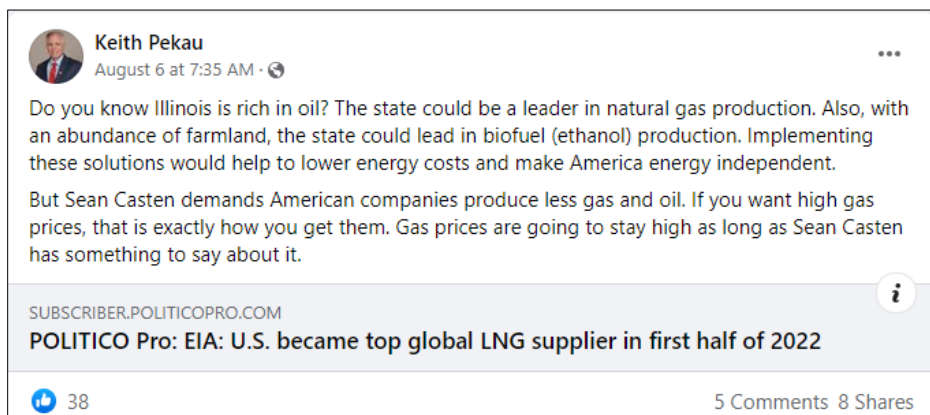 Keith Pekau
August 6 at 7:35 AM ·
Do you know Illinois is rich in oil? The state could be a leader in natural gas production. Also, with
an abundance of farmland, the state could lead in biofuel (ethanol) production. Implementing
these solutions would help to lower energy costs and make America energy independent.
But Sean Casten demands American companies produce less gas and oil. If you want high gas
prices, that is exactly how you get them. Gas prices are going to stay high as long as Sean Casten
has something to say about it.
SUBSCRIBER.POLITICOPRO.COM
POLITICO Pro: EIA: U.S. became top global LNG supplier in first half of 2022
38
5 Comments 8 Shares